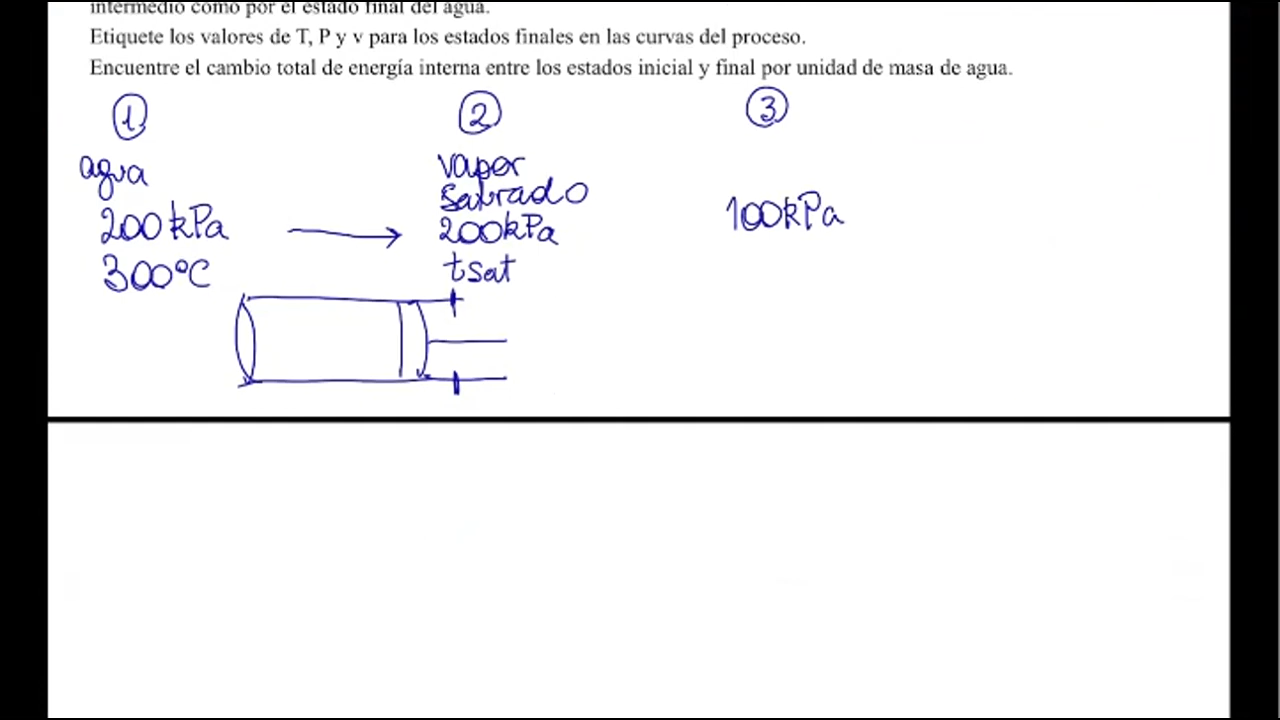 intermedio como por el estado final del agua.
Etiquete los valores de T, P y v para los estados finales en las curvas del proceso.
Encuentre el cambio total de energía interna entre los estados inicial y final por unidad de masa de agua.
1 2 3
agua
200kPa
300°C
vapor
saturado
200kPa
tsat
100kPa